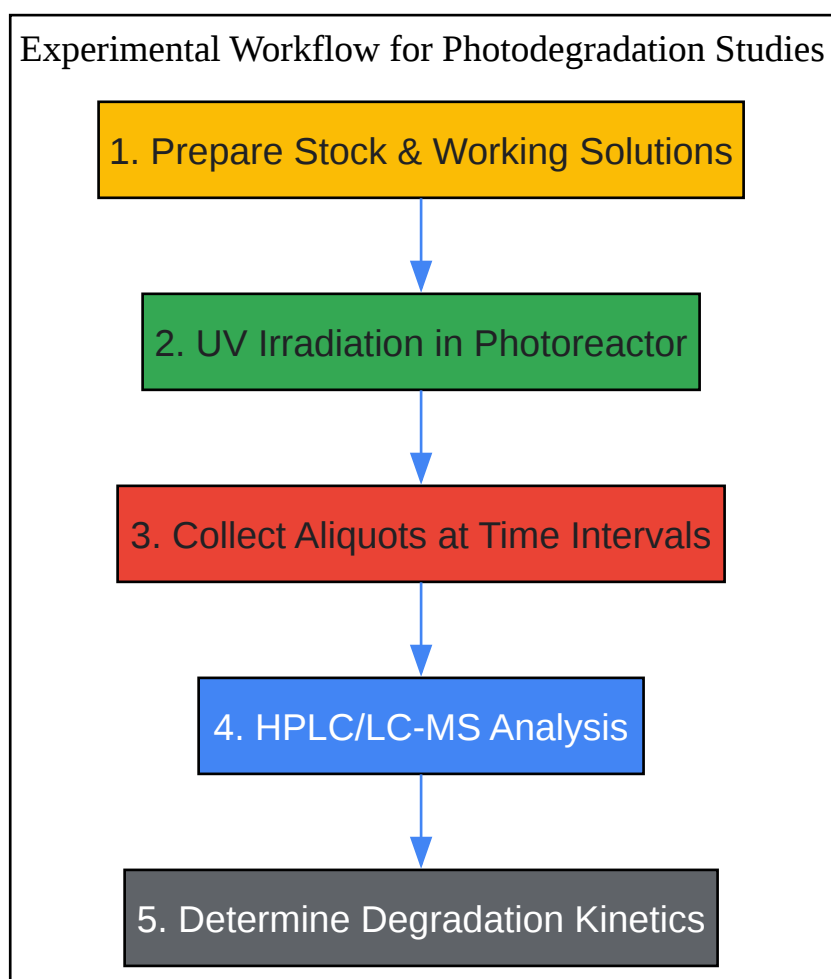 Experimental Workflow for Photodegradation Studies
1. Prepare Stock & Working Solutions
2. UV Irradiation in Photoreactor
3. Collect Aliquots at Time Intervals
4. HPLC/LC-MS Analysis
5. Determine Degradation Kinetics